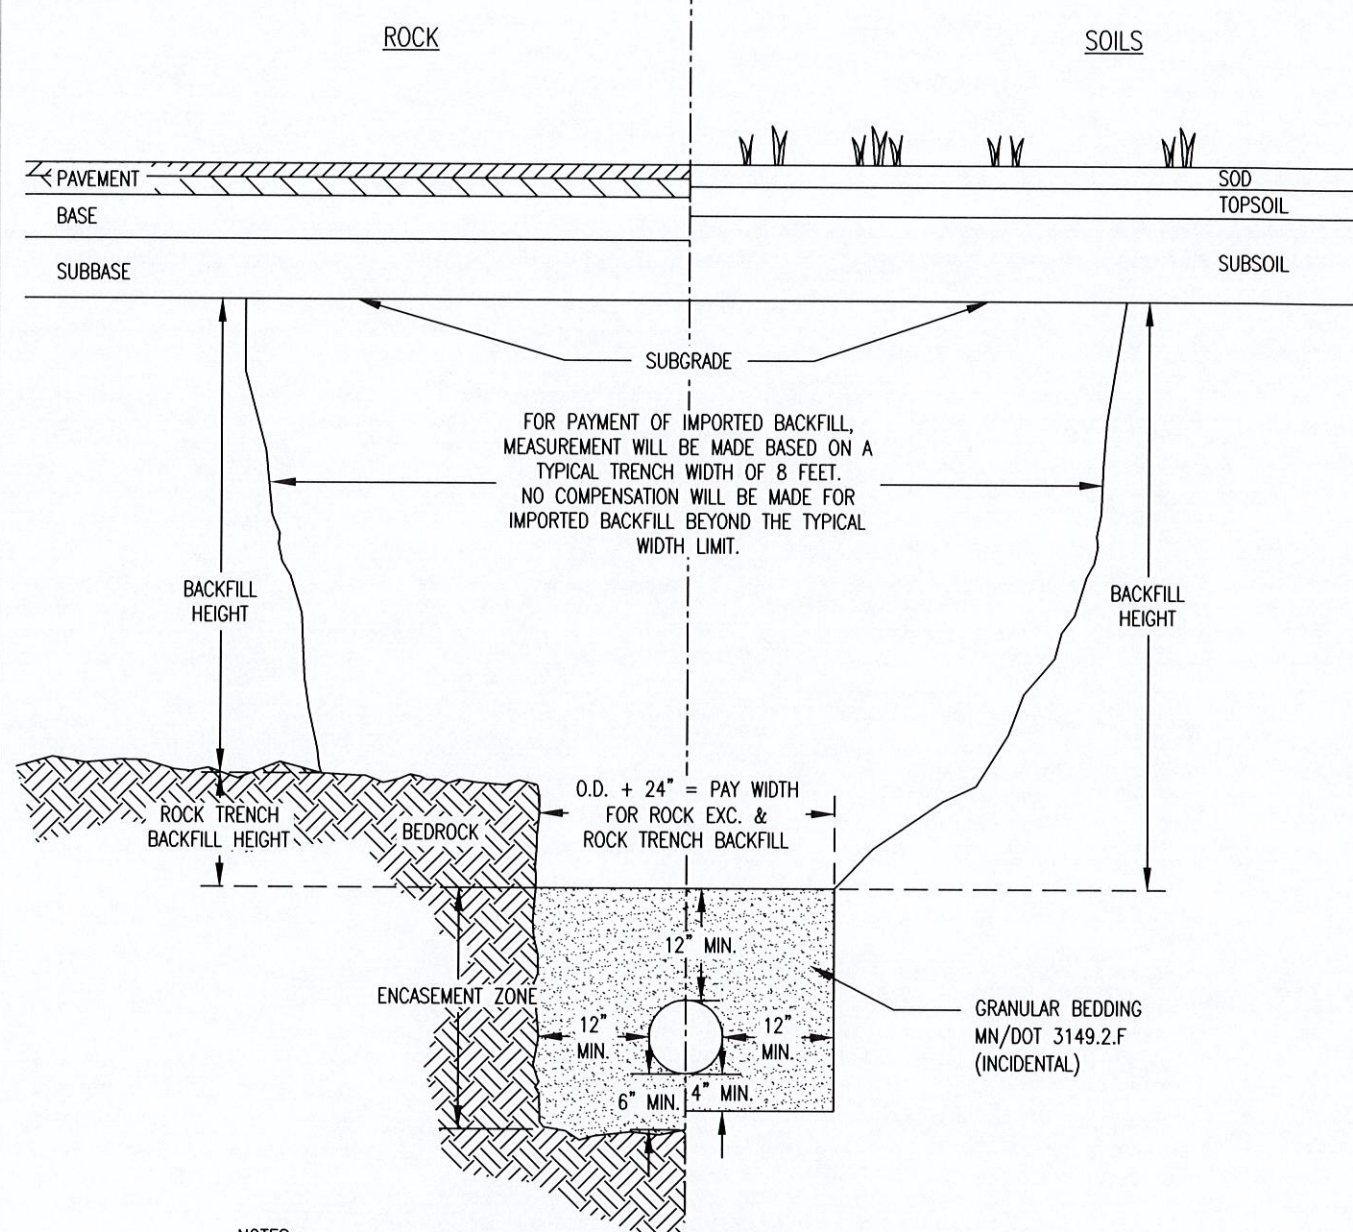 ROCK
SOILS
PAVEMENT
BASE
SUBBASE
SOD
TOPSOIL
SUBSOIL
SUBGRADE
FOR PAYMENT OF IMPORTED BACKFILL,
MEASUREMENT WILL BE MADE BASED ON A
TYPICAL TRENCH WIDTH OF 8 FEET.
NO COMPENSATION WILL BE MADE FOR
IMPORTED BACKFILL BEYOND THE TYPICAL
WIDTH LIMIT.
BACKFILL
HEIGHT
BACKFILL
HEIGHT
ROCK TRENCH
BACKFILL HEIGHT
BEDROCK
O.D. + 24" = PAY WIDTH
FOR ROCK EXC. &
ROCK TRENCH BACKFILL
12" MIN.
ENCASEMENT ZONE
12"
MIN.
12"
MIN.
6" MIN.
4" MIN.
GRANULAR BEDDING
MN/DOT 3149.2.F
(INCIDENTAL)